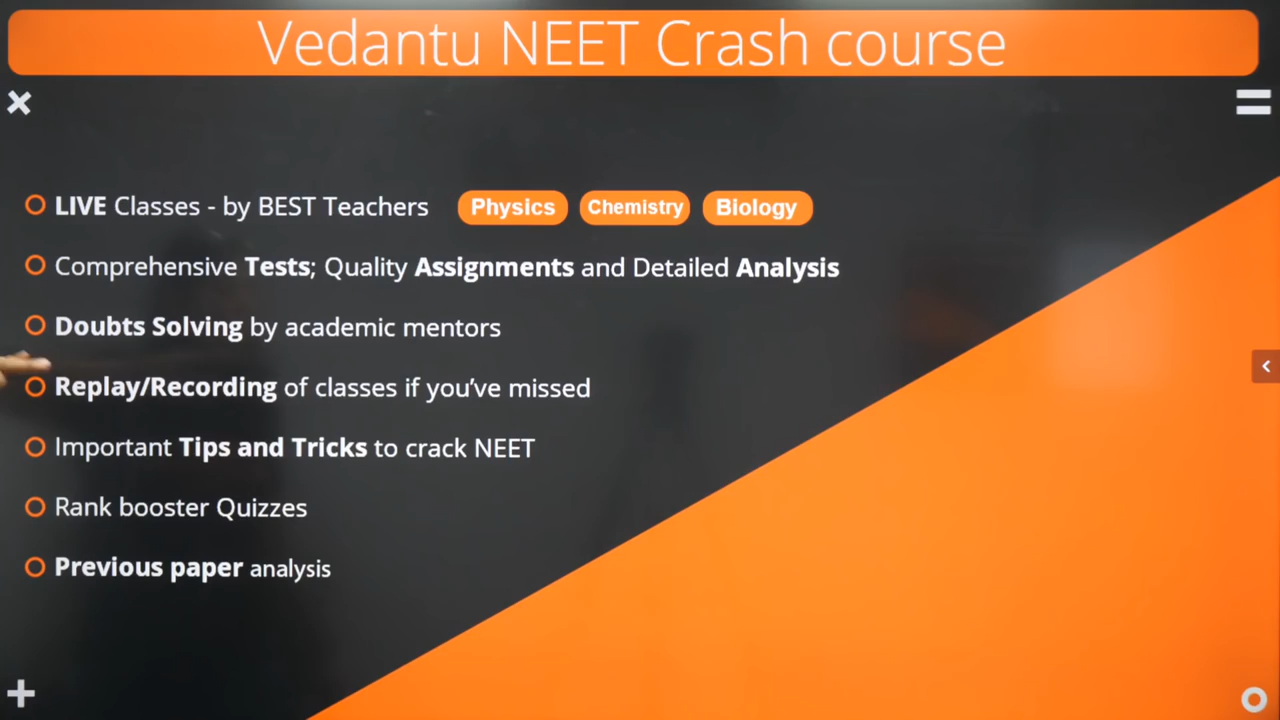 Vedantu NEET Crash course
LIVE Classes - by BEST Teachers Physics Chemistry Biology
Comprehensive Tests; Quality Assignments and Detailed Analysis
Doubts Solving by academic mentors
Replay/Recording of classes if you've missed
Important Tips and Tricks to crack NEET
Rank booster Quizzes
Previous paper analysis